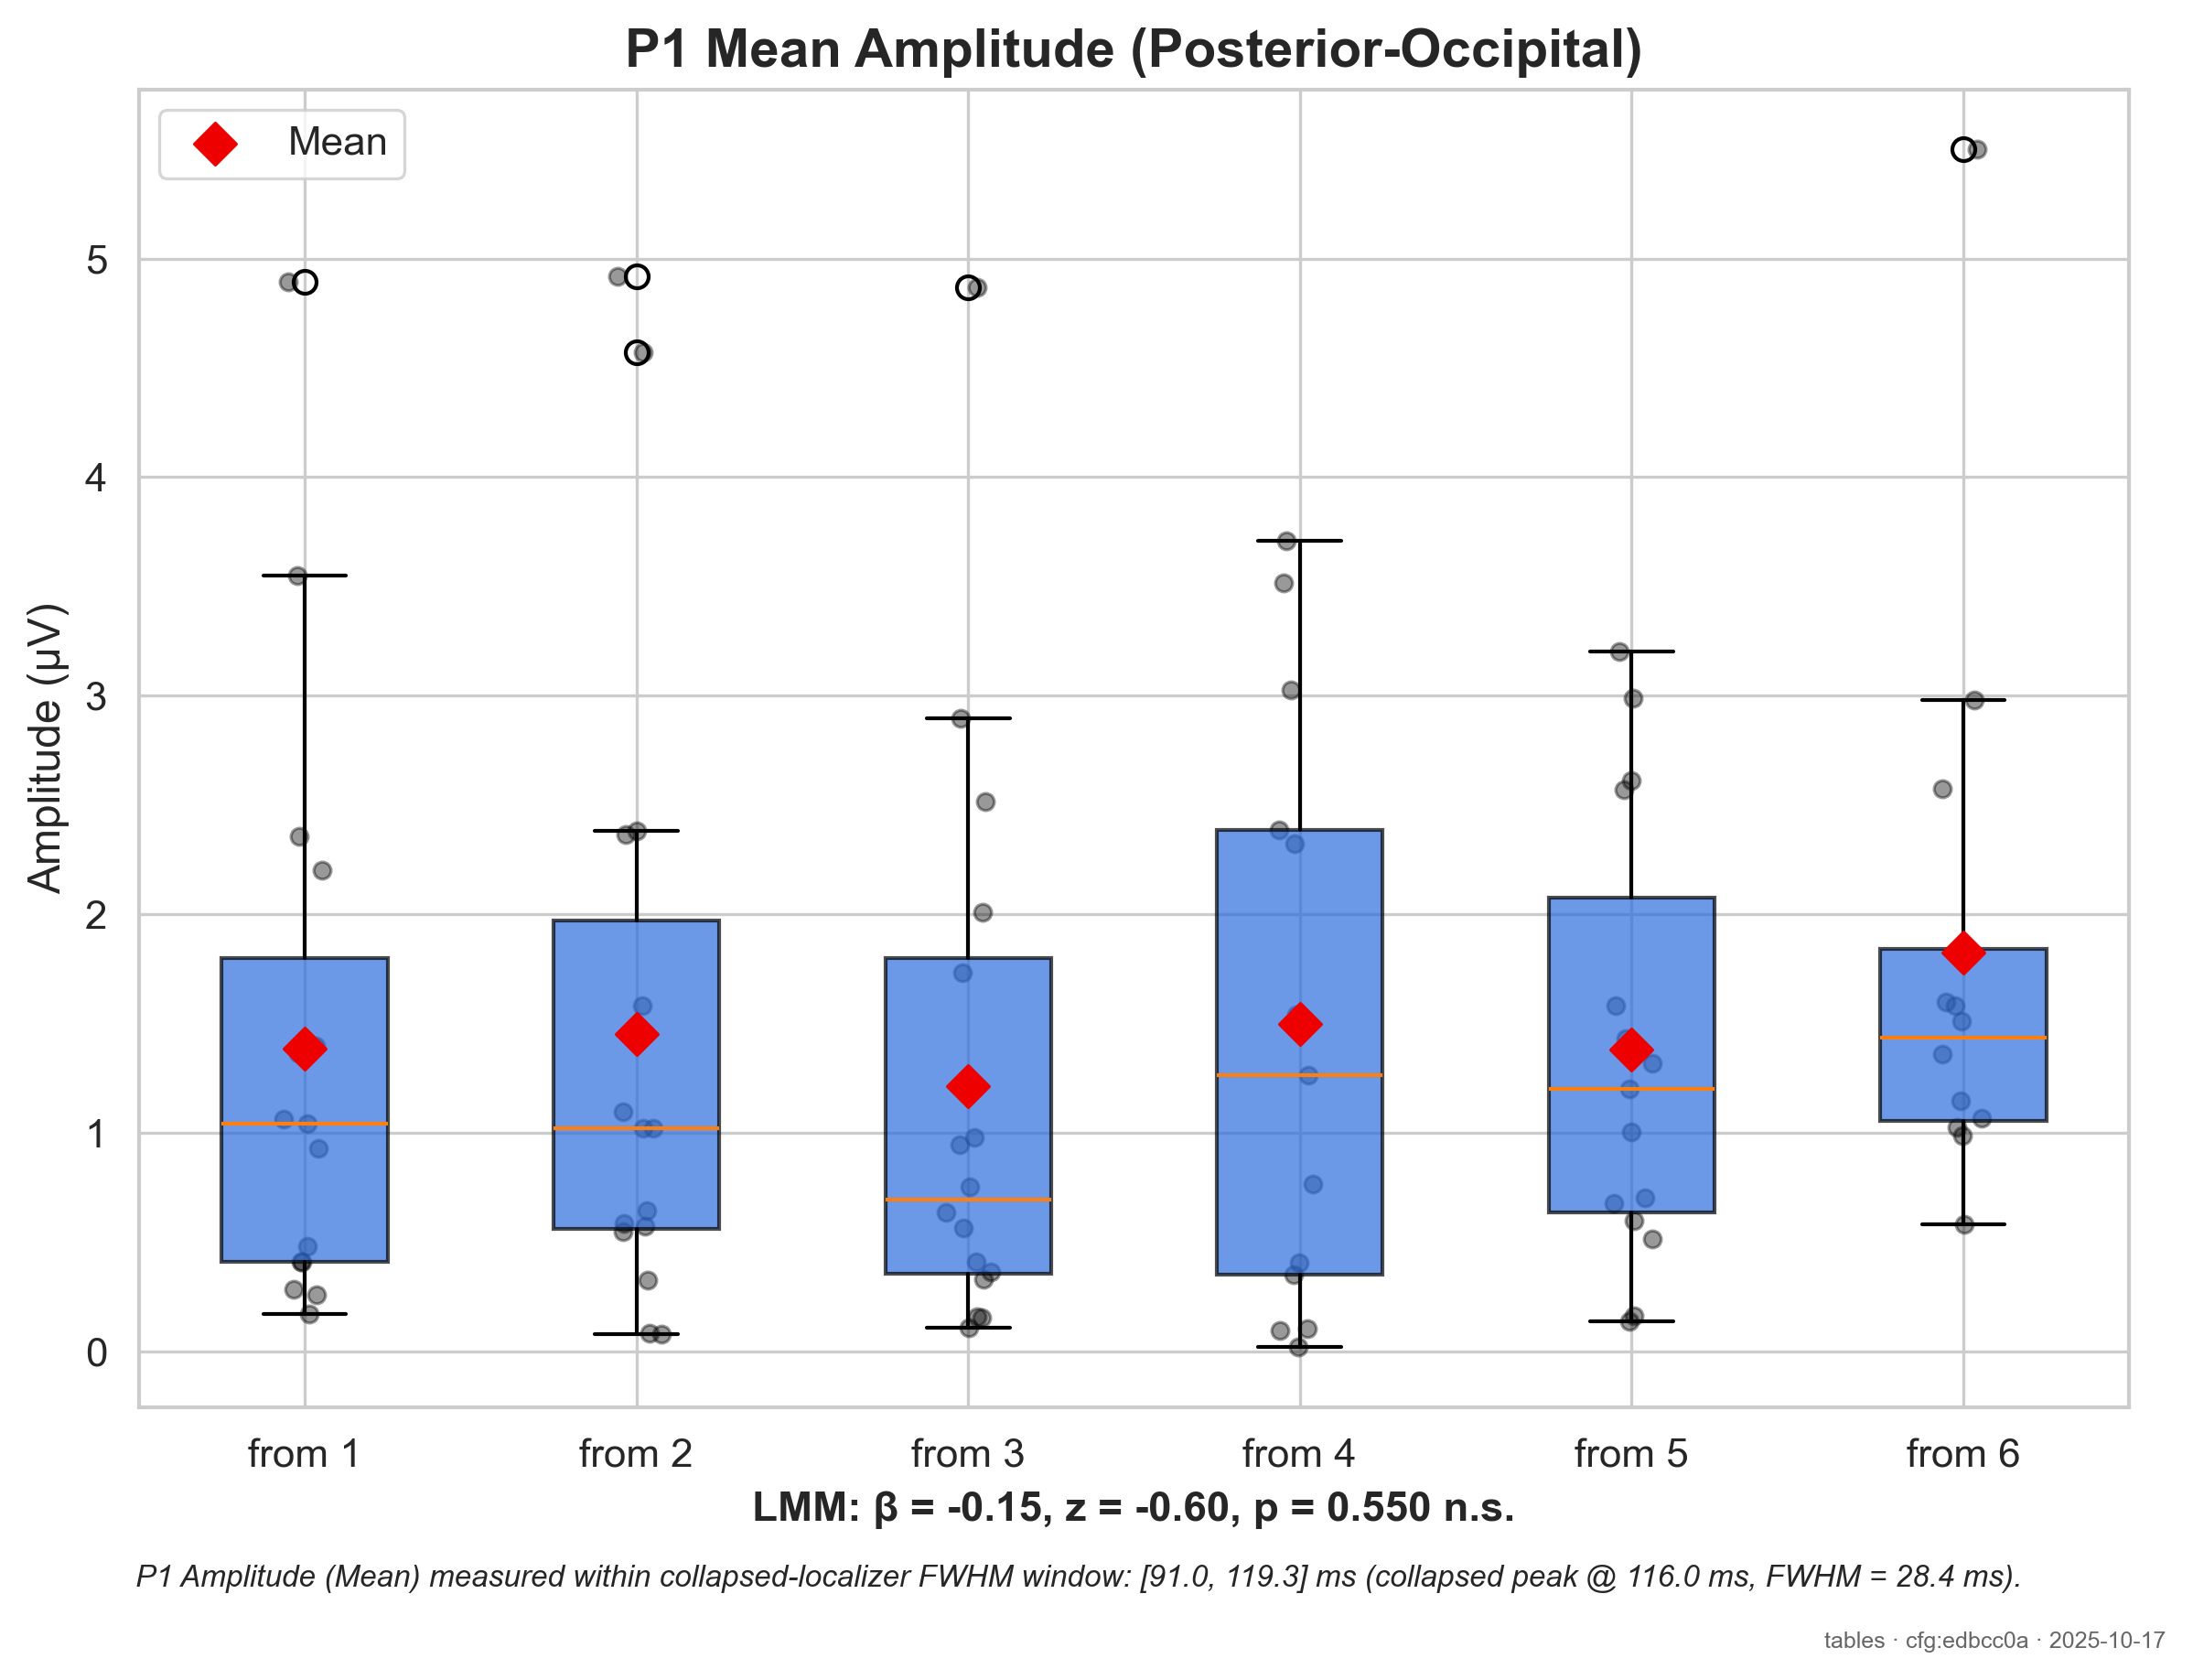 P1 Mean Amplitude (Posterior-Occipital)
Mean
Amplitude (µV)
5
4
3
2
1
0
from 1
from 2
from 3
from 4
from 5
from 6
LMM: β = -0.15, z = -0.60, p = 0.550 n.s.
P1 Amplitude (Mean) measured within collapsed-localizer FWHM window: [91.0, 119.3] ms (collapsed peak @ 116.0 ms, FWHM = 28.4 ms).
tables · cfg:edbcc0a · 2025-10-17